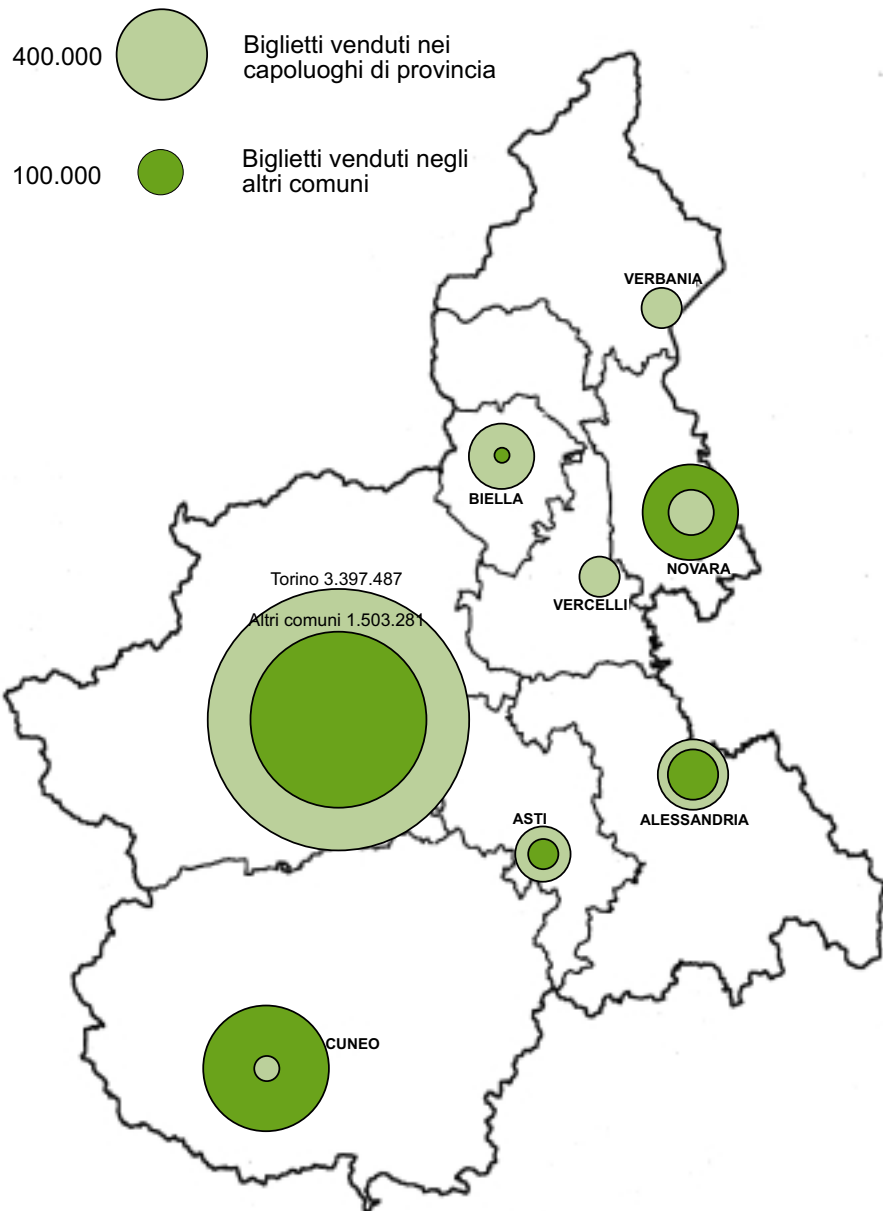 400.000
Biglietti venduti nei
capoluoghi di provincia
100.000
Biglietti venduti negli
altri comuni
VERBANIA
BIELLA
NOVARA
VERCELLI
Torino 3.397.487
Altri comuni 1.503.281
ASTI
ALESSANDRIA
CUNEO